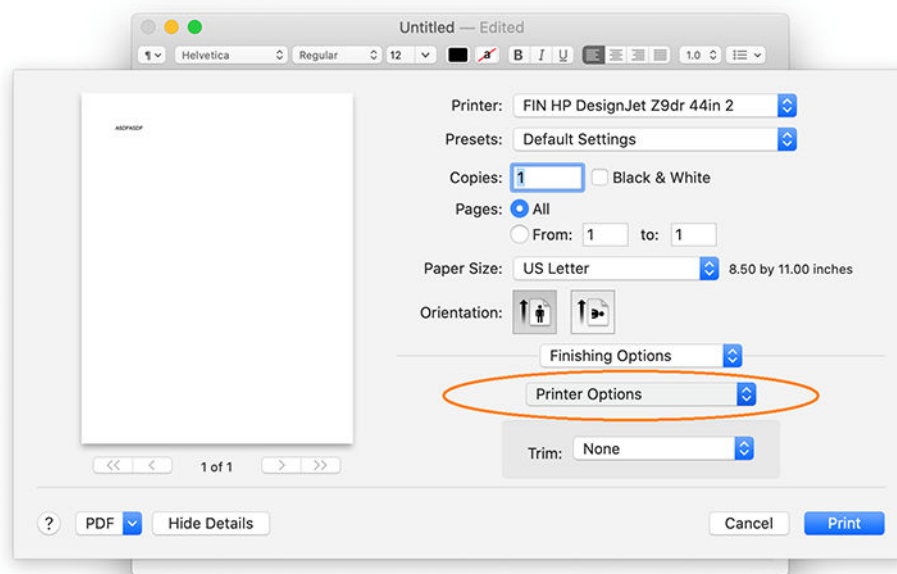 Untitled — Edited
¶ Helvetica Regular 12 a B I U 1.0
ASDFASDF
Printer: FIN HP DesignJet Z9dr 44in 2
Presets: Default Settings
Copies: 1 Black & White
Pages: All
From: 1 to: 1
Paper Size: US Letter 8.50 by 11.00 inches
Orientation:
Finishing Options
Printer Options
Trim: None
<< < 1 of 1 > >>
? PDF Hide Details Cancel Print